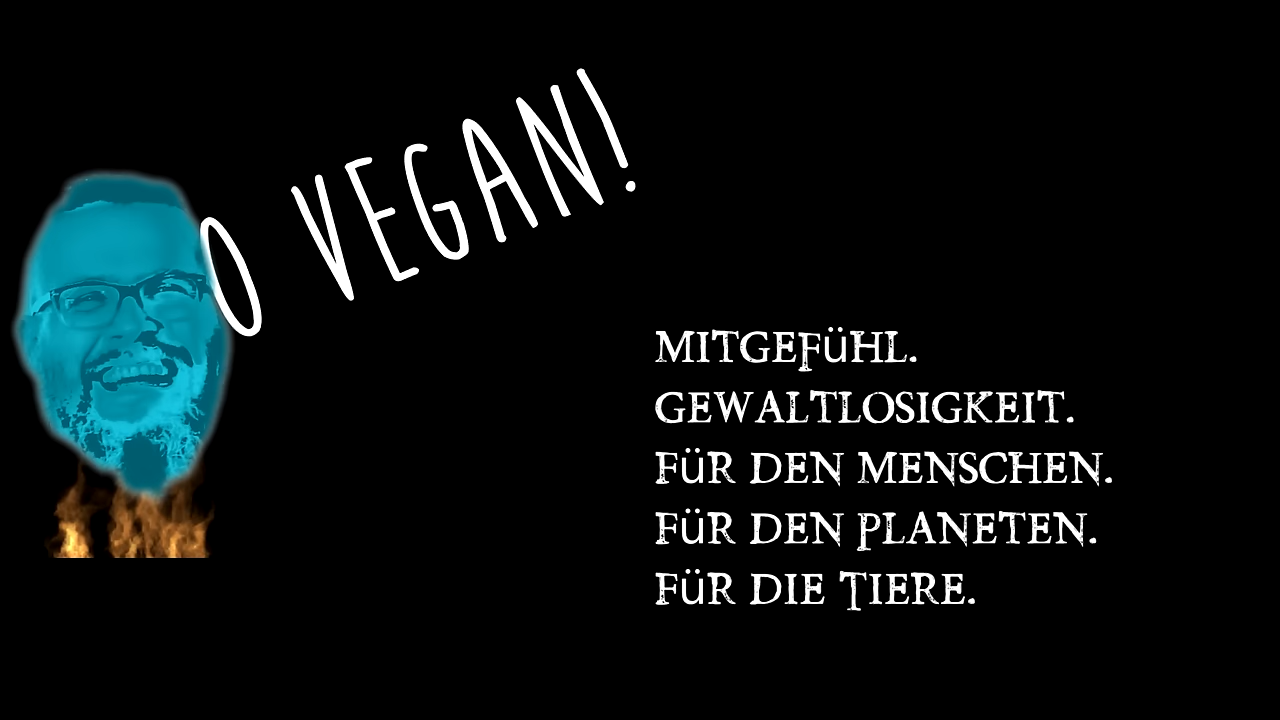 O VEGAN!
MITGEFÜHL.
GEWALTLOSIGKEIT.
FÜR DEN MENSCHEN.
FÜR DEN PLANETEN.
FÜR DIE TIERE.